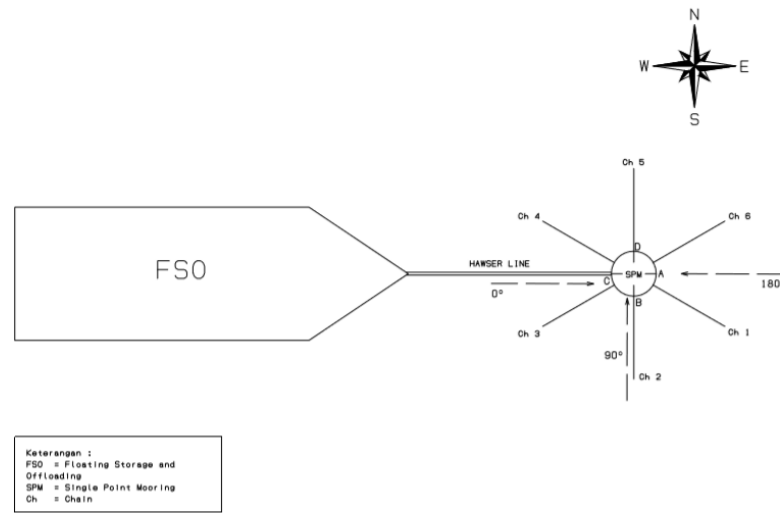 N
W E
S
Ch 5
Ch 4 Ch 6
D
FSO HAWSER LINE SPM A
C 180
0°
B
Ch 3 Ch 1
90°
Ch 2
Keterangan :
FSO = Floating Storage and
Offloading
SPM = Single Point Mooring
Ch = Chain